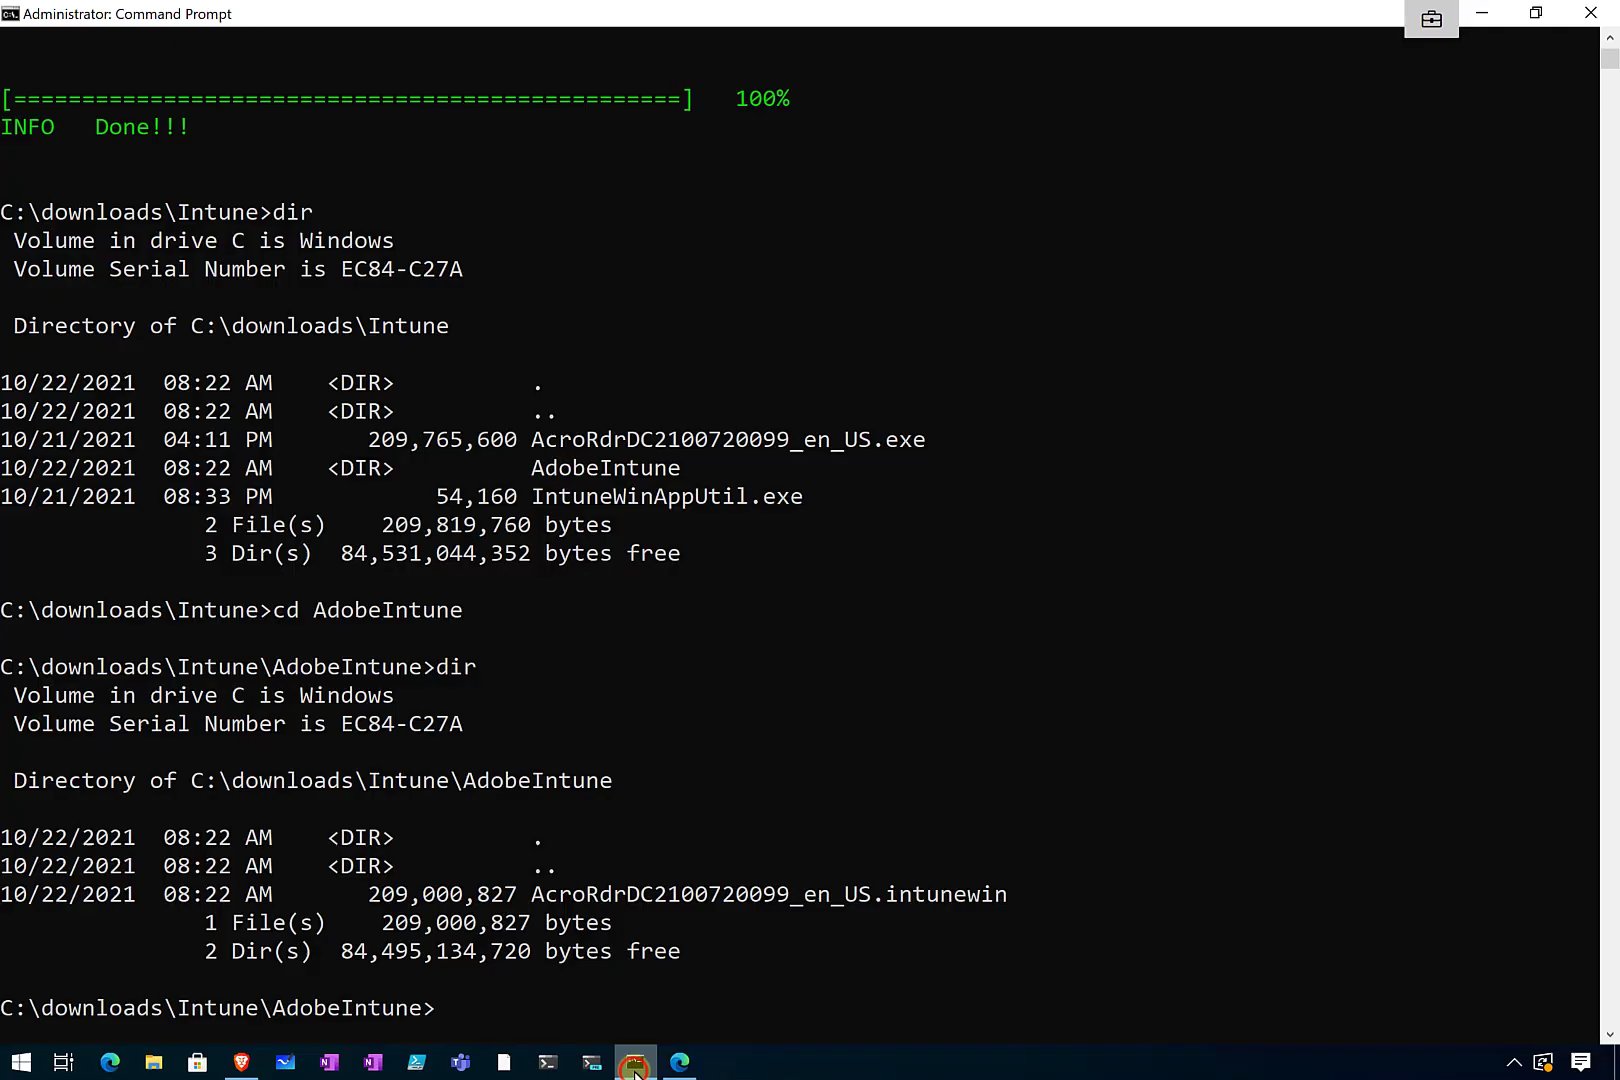 Administrator: Command Prompt
[=================================================] 100%
INFO Done!!!
C:\downloads\Intune>dir
Volume in drive C is Windows
Volume Serial Number is EC84-C27A
Directory of C:\downloads\Intune
10/22/2021 08:22 AM <DIR> .
10/22/2021 08:22 AM <DIR> ..
10/21/2021 04:11 PM 209,765,600 AcroRdrDC2100720099_en_US.exe
10/22/2021 08:22 AM <DIR> AdobeIntune
10/21/2021 08:33 PM 54,160 IntuneWinAppUtil.exe
2 File(s) 209,819,760 bytes
3 Dir(s) 84,531,044,352 bytes free
C:\downloads\Intune>cd AdobeIntune
C:\downloads\Intune\AdobeIntune>dir
Volume in drive C is Windows
Volume Serial Number is EC84-C27A
Directory of C:\downloads\Intune\AdobeIntune
10/22/2021 08:22 AM <DIR> .
10/22/2021 08:22 AM <DIR> ..
10/22/2021 08:22 AM 209,000,827 AcroRdrDC2100720099_en_US.intunewin
1 File(s) 209,000,827 bytes
2 Dir(s) 84,495,134,720 bytes free
C:\downloads\Intune\AdobeIntune>